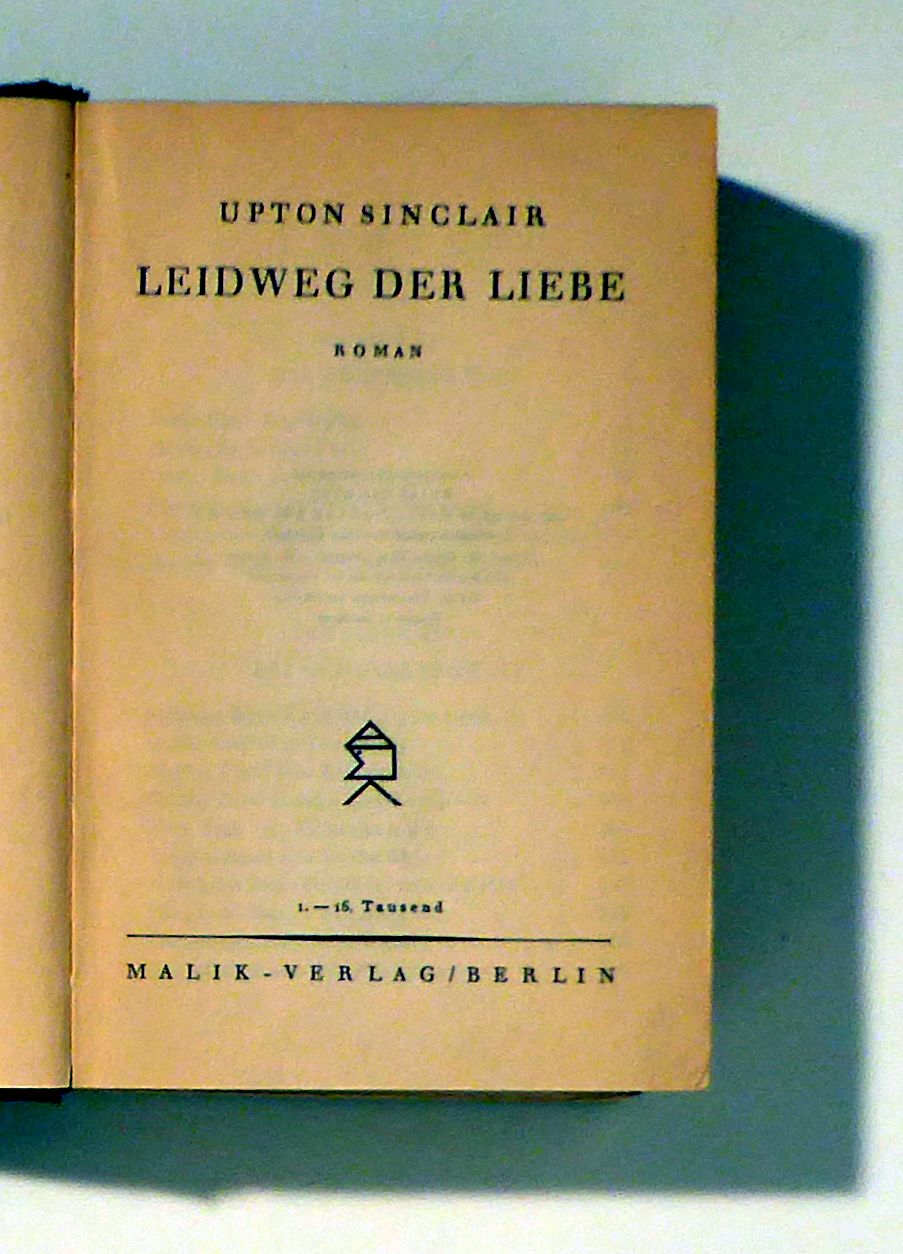 UPTON SINCLAIR
LEIDWEG DER LIEBE
ROMAN
1.—16. Tausend
MALIK-VERLAG/BERLIN